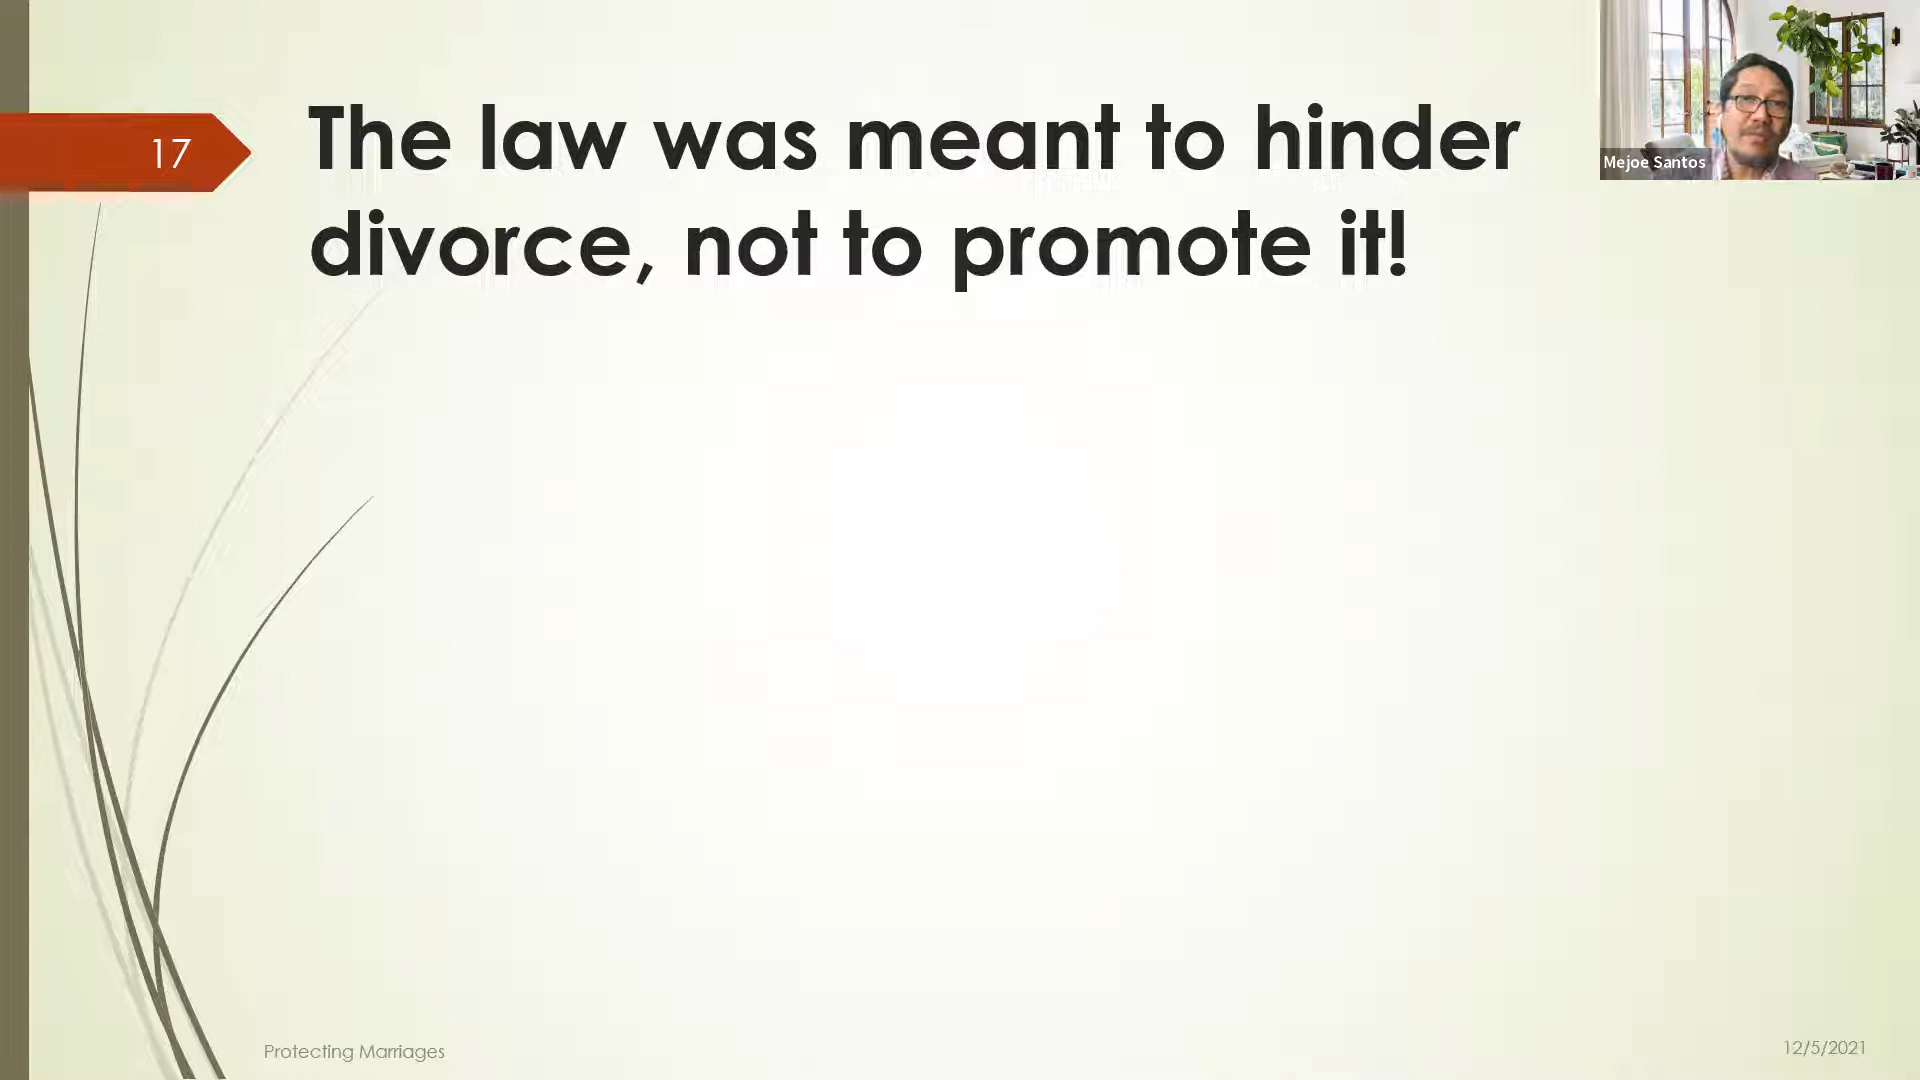 17
The law was meant to hinder
divorce, not to promote it!
Mejoe Santos
Protecting Marriages
12/5/2021